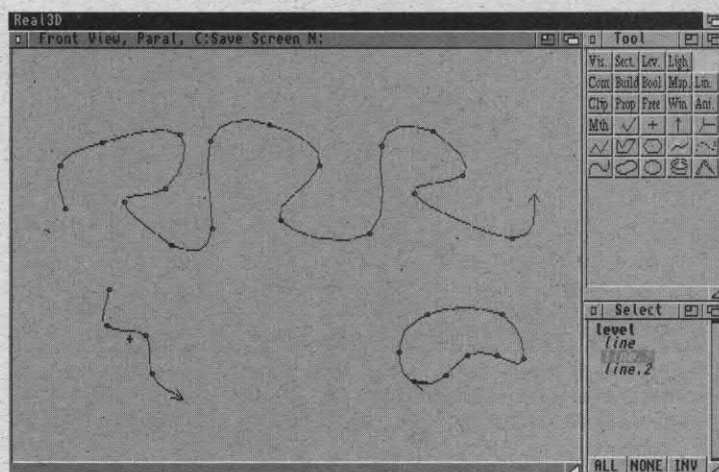 Real3D
Front View, Paral, C:Save Screen N:
Tool
Vis. Sect. Lev. Ligh.
Com Build Bool Map. Lin.
Clip Prop Free Win. Ani.
Mth
Select
level
line
line.2
ALL NONE INV